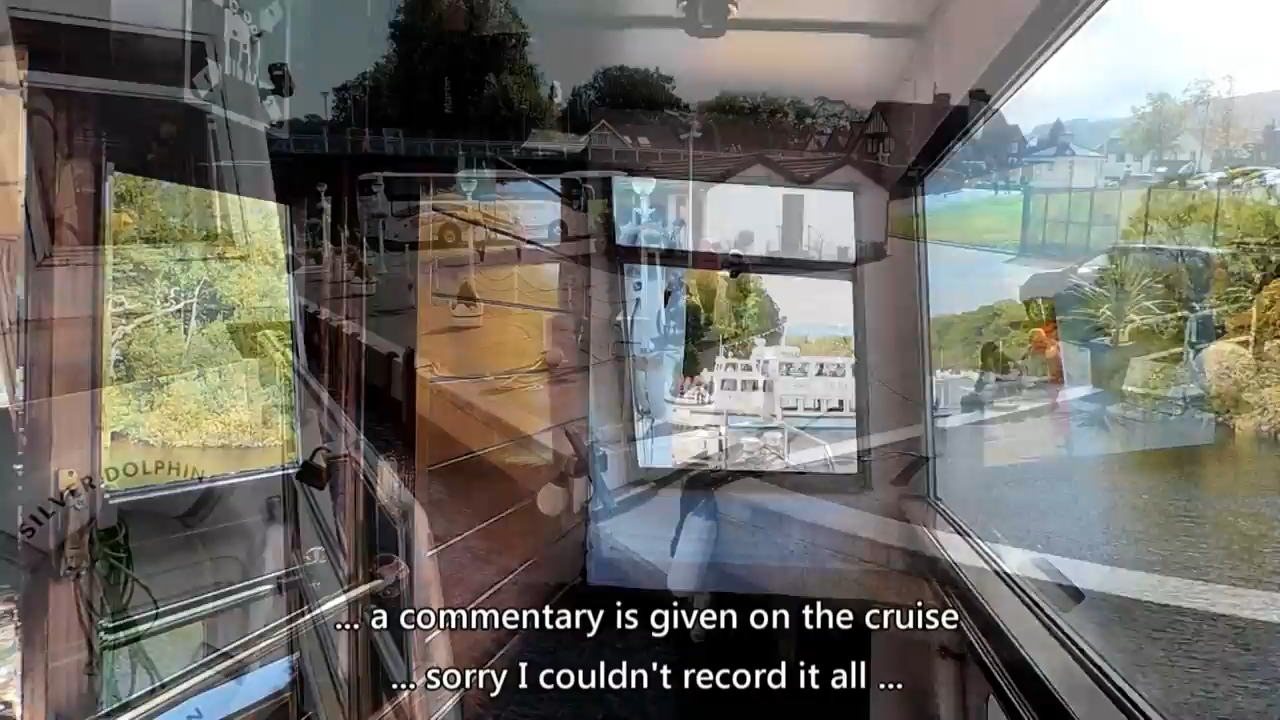 SILVER DOLPHIN
... a commentary is given on the cruise
... sorry I couldn't record it all ...